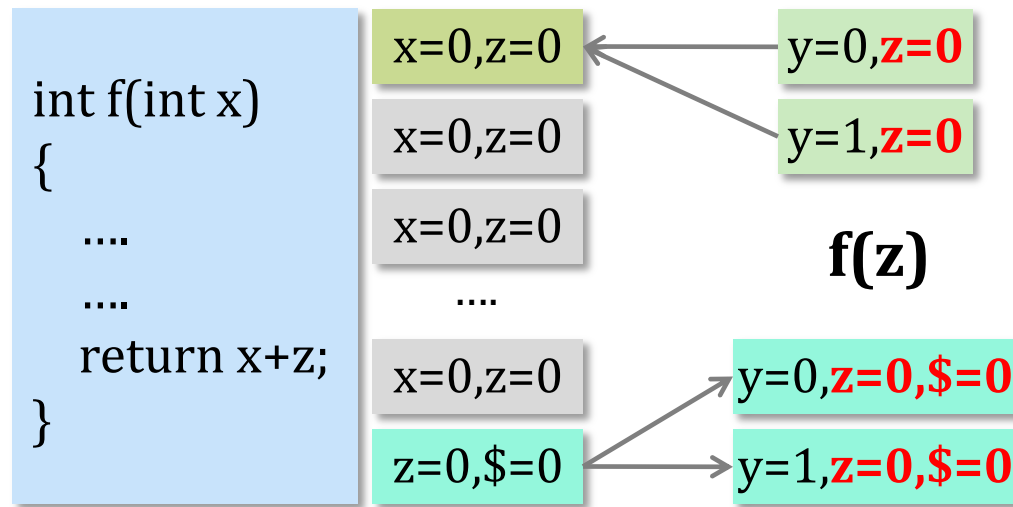 int f(int x)
{
....
....
return x+z;
}
x=0,z=0
x=0,z=0
x=0,z=0
....
x=0,z=0
z=0,$=0
y=0,z=0
y=1,z=0
f(z)
y=0,z=0,$=0
y=1,z=0,$=0